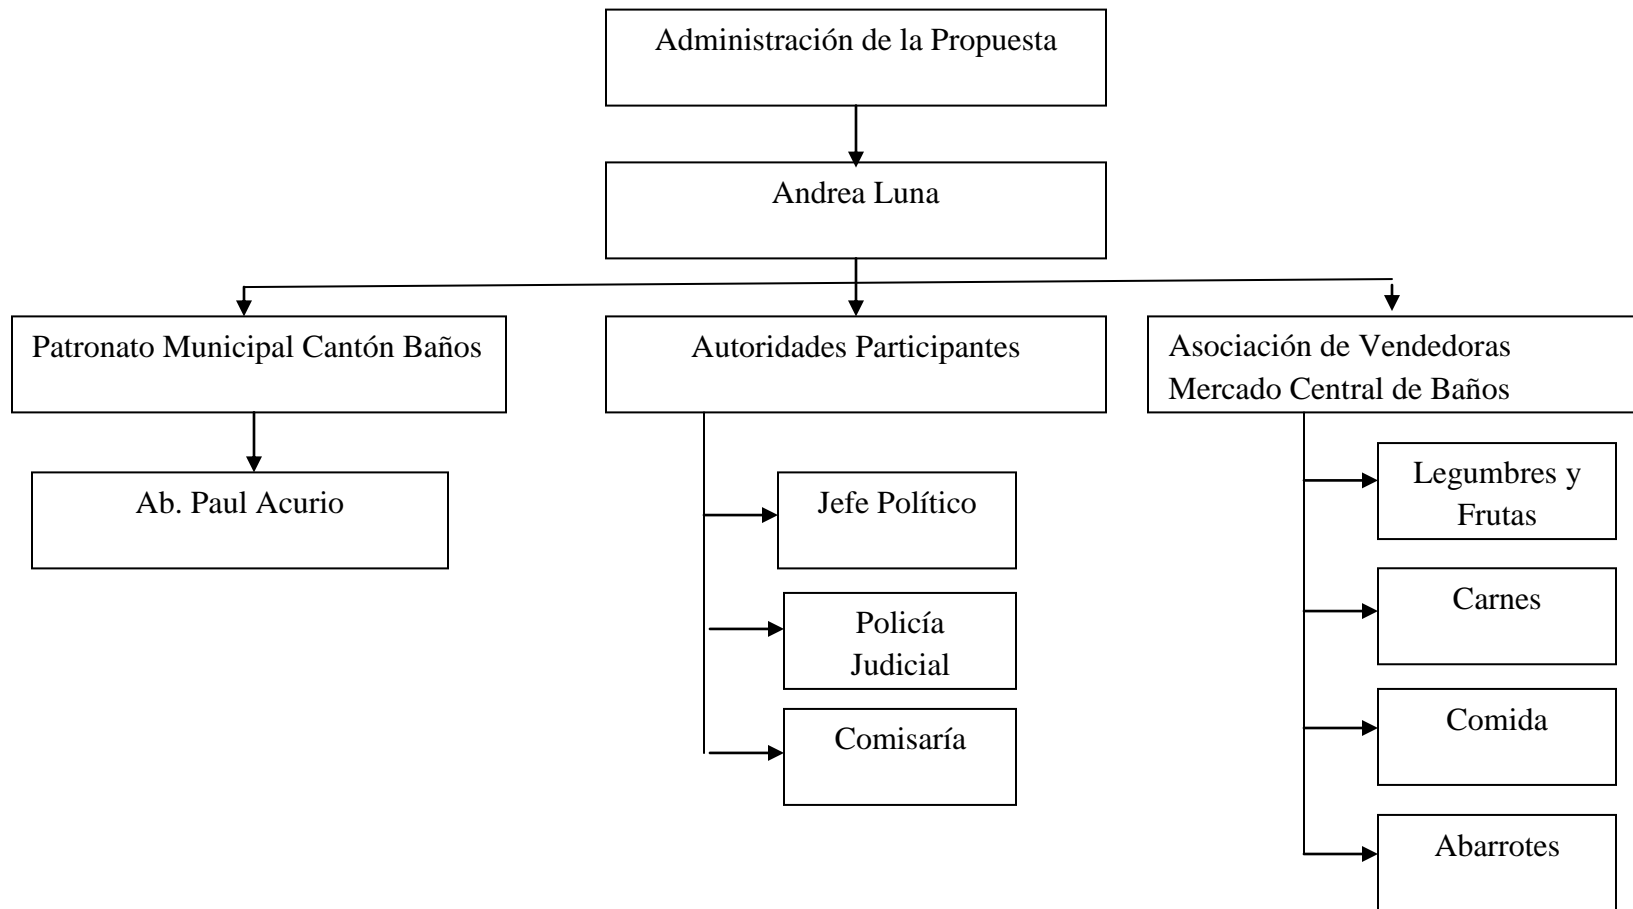 Administración de la Propuesta
Andrea Luna
Patronato Municipal Cantón Baños
Autoridades Participantes
Asociación de Vendedoras
Mercado Central de Baños
Ab. Paul Acurio
Jefe Político
Policía
Judicial
Comisaría
Legumbres y
Frutas
Carnes
Comida
Abarrotes